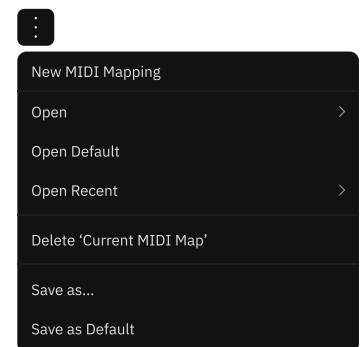 New MIDI Mapping
Open
Open Default
Open Recent
Delete ‘Current MIDI Map’
Save as...
Save as Default